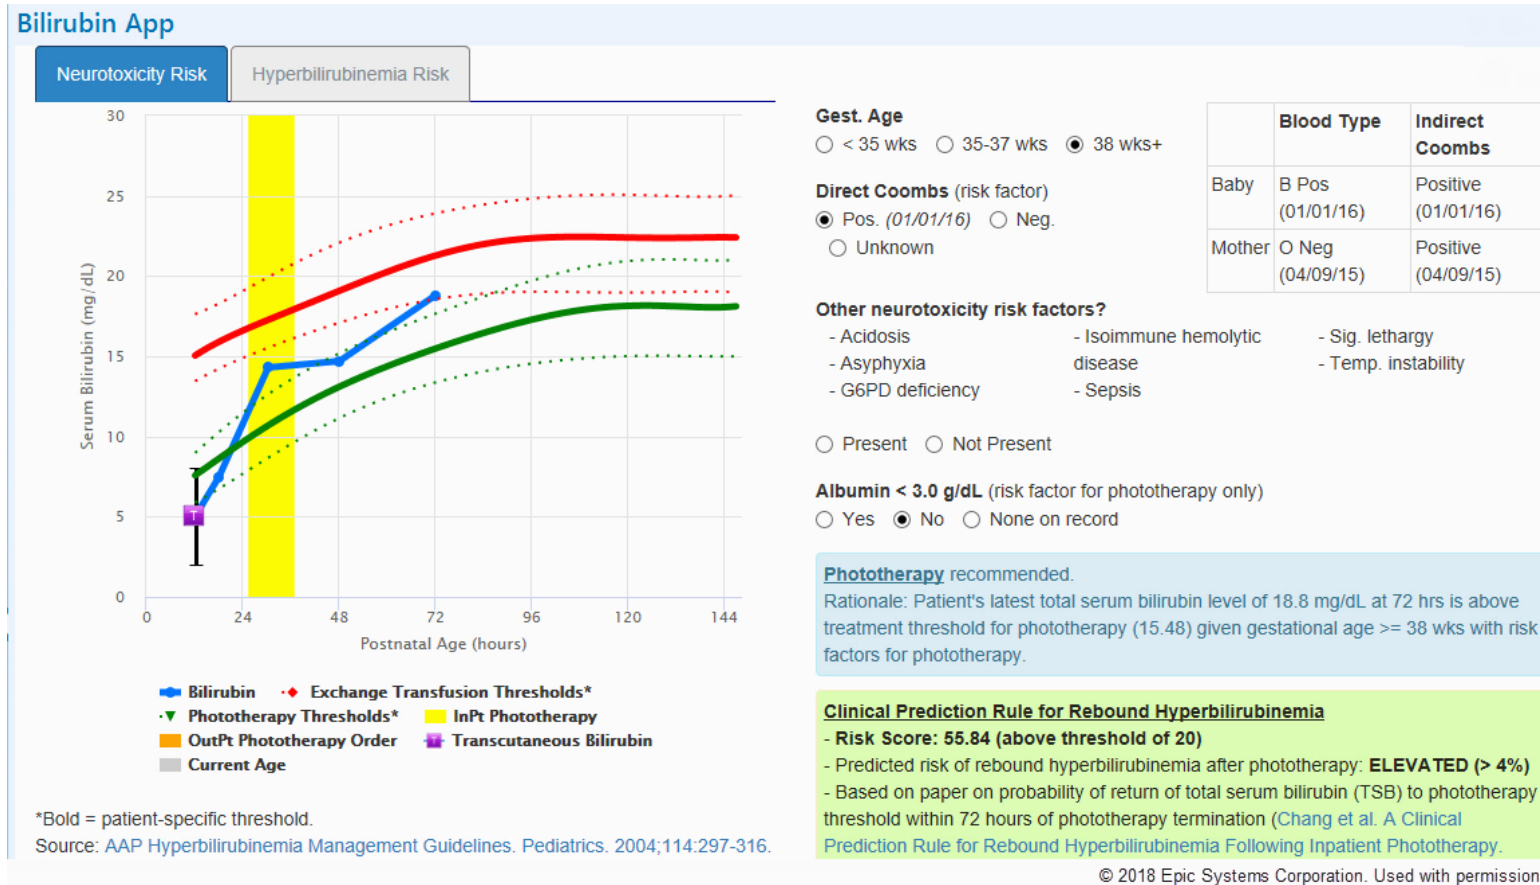 Bilirubin App
Neurotoxicity Risk
Hyperbilirubinemia Risk
30
25
20
15
10
5
0
Serum Bilirubin (mg/dL)
T
0
24
48
72
96
120
144
Postnatal Age (hours)
Bilirubin
Exchange Transfusion Thresholds*
Phototherapy Thresholds*
InPt Phototherapy
OutPt Phototherapy Order
T Transcutaneous Bilirubin
Current Age
*Bold = patient-specific threshold.
Source: AAP Hyperbilirubinemia Management Guidelines. Pediatrics. 2004;114:297-316.
Gest. Age
< 35 wks 35-37 wks 38 wks+
Direct Coombs (risk factor)
Pos. (01/01/16) Neg.
Unknown
Blood Type Indirect
Coombs
Baby B Pos Positive
(01/01/16) (01/01/16)
Mother O Neg Positive
(04/09/15) (04/09/15)
Other neurotoxicity risk factors?
- Acidosis - Isoimmune hemolytic - Sig. lethargy
- Asyphyxia disease - Temp. instability
- G6PD deficiency - Sepsis
Present Not Present
Albumin < 3.0 g/dL (risk factor for phototherapy only)
Yes No None on record
Phototherapy recommended.
Rationale: Patient's latest total serum bilirubin level of 18.8 mg/dL at 72 hrs is above
treatment threshold for phototherapy (15.48) given gestational age >= 38 wks with risk
factors for phototherapy.
Clinical Prediction Rule for Rebound Hyperbilirubinemia
- Risk Score: 55.84 (above threshold of 20)
- Predicted risk of rebound hyperbilirubinemia after phototherapy: ELEVATED (> 4%)
- Based on paper on probability of return of total serum bilirubin (TSB) to phototherapy
threshold within 72 hours of phototherapy termination (Chang et al. A Clinical
Prediction Rule for Rebound Hyperbilirubinemia Following Inpatient Phototherapy.
© 2018 Epic Systems Corporation. Used with permission